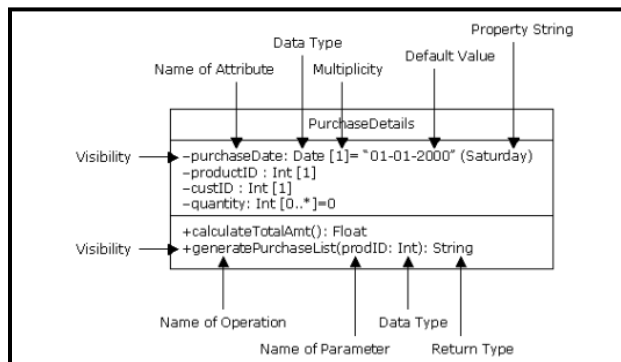 Property String
Data Type
Default Value
Name of Attribute
Multiplicity
PurchaseDetails
Visibility
–purchaseDate: Date [1]= “01-01-2000” (Saturday)
–productID : Int [1]
–custID : Int [1]
–quantity: Int [0..*]=0
+calculateTotalAmt(): Float
Visibility
+generatePurchaseList(prodID: Int): String
Name of Operation
Data Type
Name of Parameter
Return Type